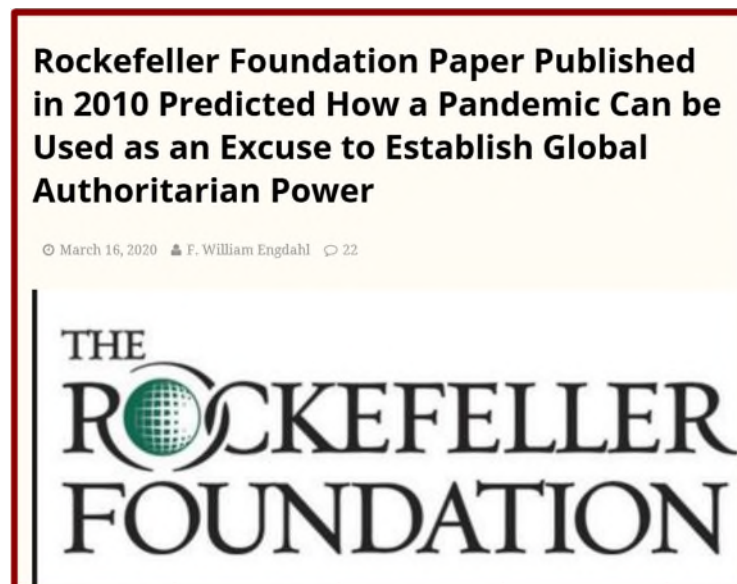 Rockefeller Foundation Paper Published
in 2010 Predicted How a Pandemic Can be
Used as an Excuse to Establish Global
Authoritarian Power
March 16, 2020 F. William Engdahl 22
THE
ROCKEFELLER
FOUNDATION